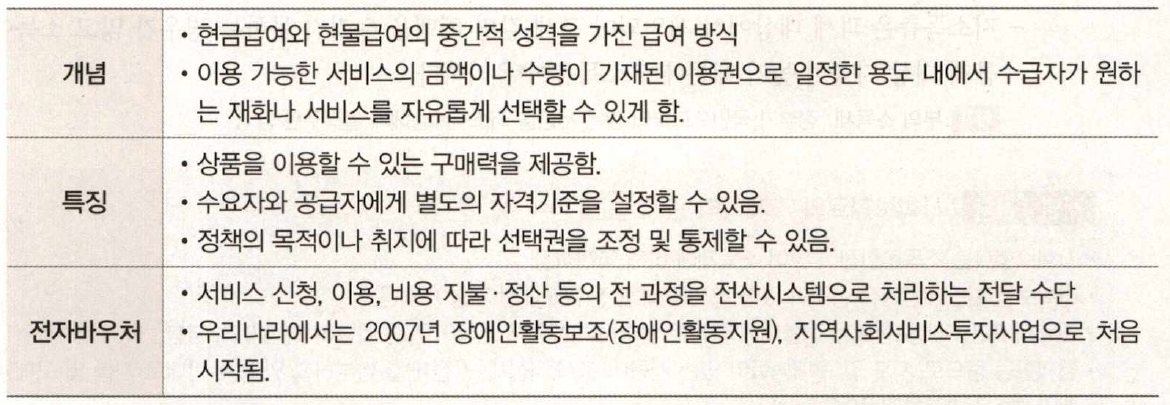 개념
• 현금급여와 현물급여의 중간적 성격을 가진 급여 방식
• 이용 가능한 서비스의 금액이나 수량이 기재된 이용권으로 일정한 용도 내에서 수급자가 원하
는 재화나 서비스를 자유롭게 선택할 수 있게 함.
특징
• 상품을 이용할 수 있는 구매력을 제공함.
• 수요자와 공급자에게 별도의 자격기준을 설정할 수 있음.
• 정책의 목적이나 취지에 따라 선택권을 조정 및 통제할 수 있음.
전자바우처
• 서비스 신청, 이용, 비용 지불·정산 등의 전 과정을 전산시스템으로 처리하는 전달 수단
• 우리나라에서는 2007년 장애인활동보조(장애인활동지원), 지역사회서비스투자사업으로 처음
시작됨.